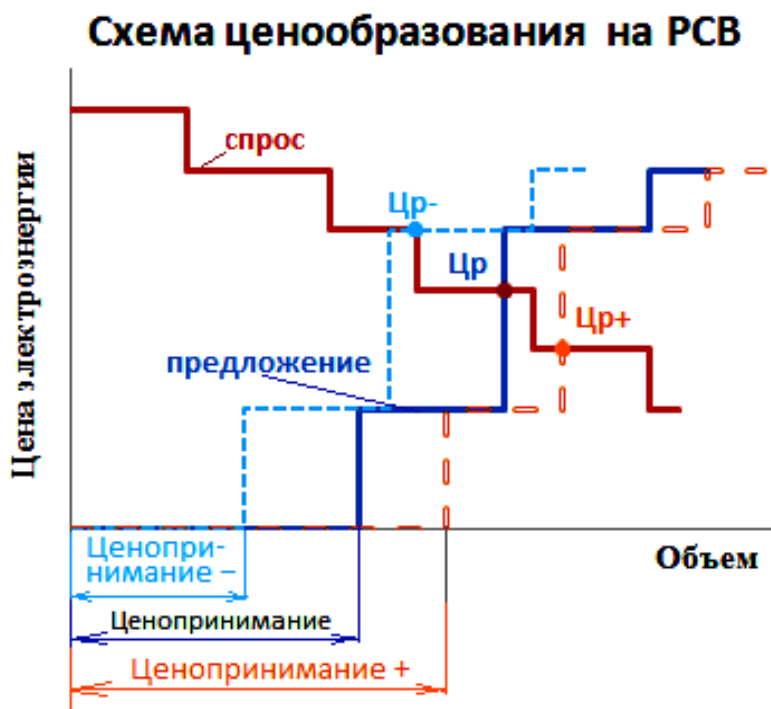 Схема ценообразования на РСВ
Цена электроэнергии
спрос
Цр-
Цр
Цр+
предложение
Ценопри-
нимание –
Объем
Ценопринимание
Ценопринимание +